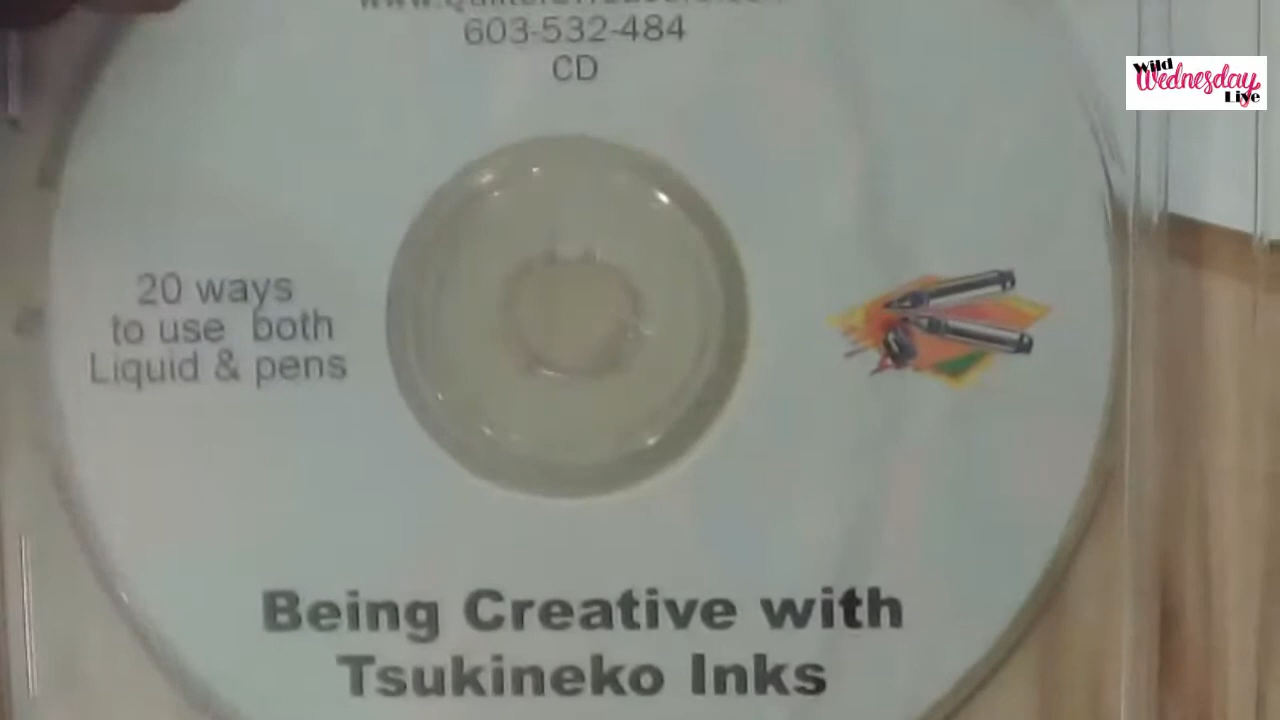 603-532-484
CD
Wild
Wednesday
Live
20 ways
to use both
Liquid & pens
Being Creative with
Tsukineko Inks